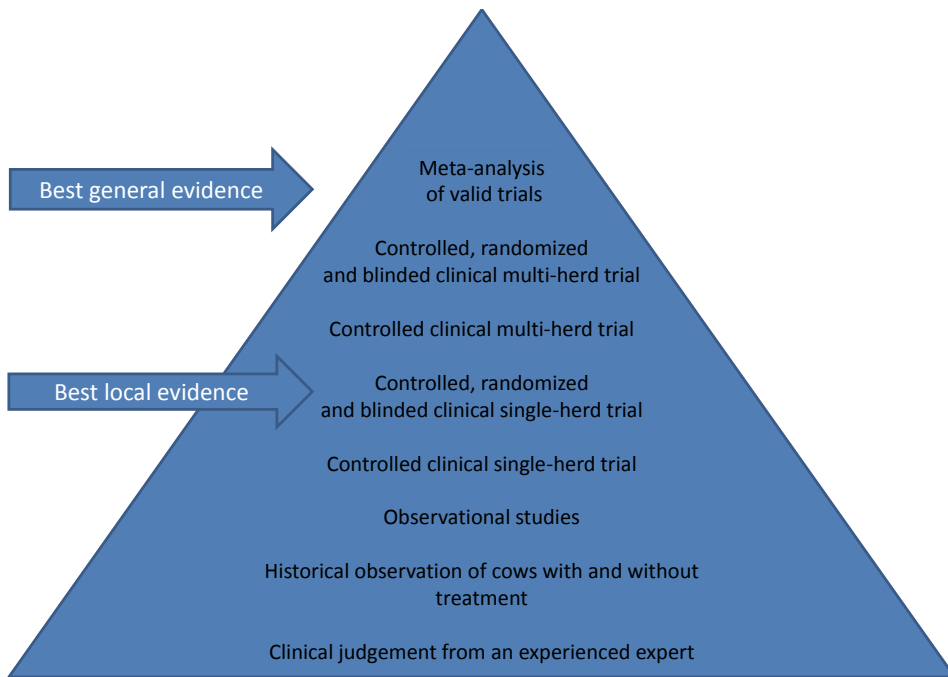 Meta-analysis
of valid trials
Best general evidence
Controlled, randomized
and blinded clinical multi-herd trial
Controlled clinical multi-herd trial
Best local evidence
Controlled, randomized
and blinded clinical single-herd trial
Controlled clinical single-herd trial
Observational studies
Historical observation of cows with and without
treatment
Clinical judgement from an experienced expert